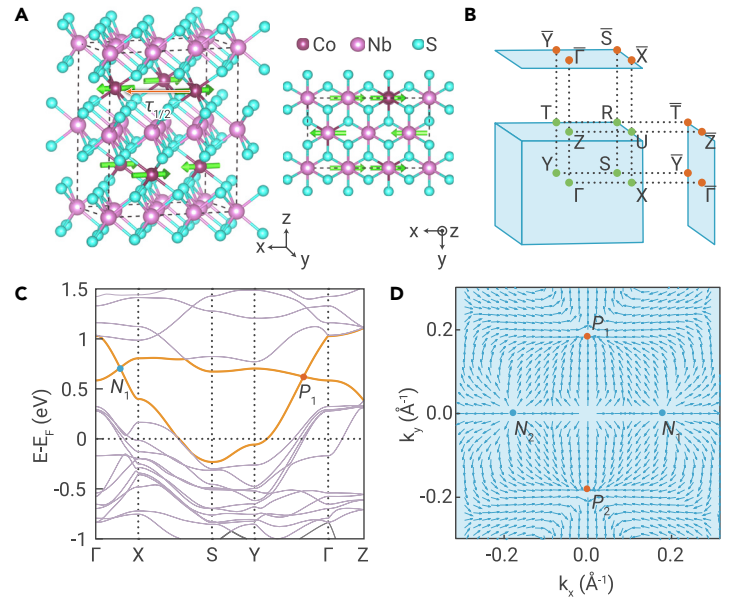 A
Co Nb S
τ1/2
z
x
y
x z
y
B
Y̅ S̅
Γ̅ X̅
T R T̅
Z U Z̅
Y S Y̅
Γ X Γ̅
C
1.5
1
0.5
0
-0.5
-1
E-EF (eV)
N1
P1
Γ X S Y Γ Z
D
0.2
0.0
-0.2
ky (Å-1)
P1
N2 N1
P2
-0.2 0.0 0.2
kx (Å-1)